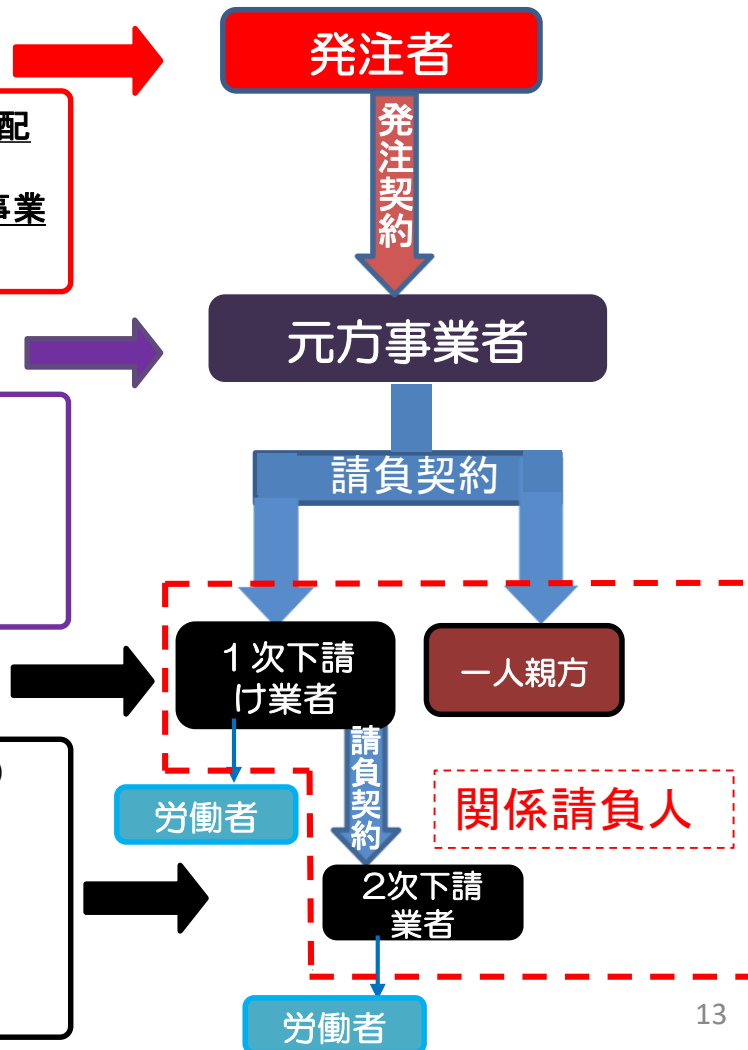 発注者
配
事業
発注契約
元方事業者
請負契約
１次下請
け業者
一人親方
)
請負契約
労働者
関係請負人
２次下請
業者
労働者
13